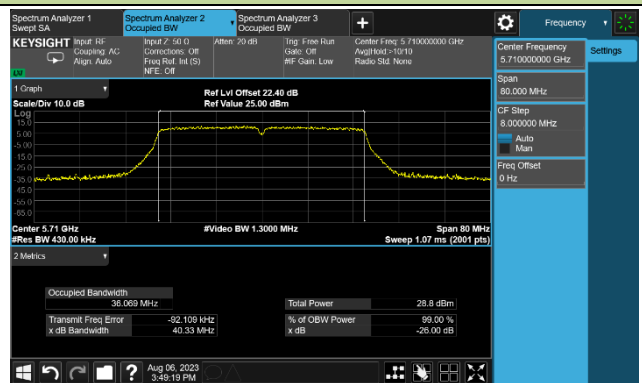 Spectrum Analyzer 1
Swept SA
Spectrum Analyzer 2
Occupied BW
Spectrum Analyzer 3
Occupied BW
+
Frequency
KEYSIGHT
Input: RF
Coupling: AC
Align: Auto
Input Z: 50 Ω
Corrections: Off
Freq Ref: Int (S)
NFE: Off
Atten: 20 dB
Trig: Free Run
Gate: Off
#IF Gain: Low
Center Freq: 5.710000000 GHz
Avg|Hold:>10/10
Radio Std: None
LXI
Center Frequency
5.710000000 GHz
Settings
Span
80.000 MHz
CF Step
8.000000 MHz
Auto
Man
Freq Offset
0 Hz
1 Graph
Scale/Div 10.0 dB
Ref Lvl Offset 22.40 dB
Ref Value 25.00 dBm
Log
15.0
5.00
-5.00
-15.0
-25.0
-35.0
-45.0
-55.0
-65.0
Center 5.71 GHz
#Res BW 430.00 kHz
#Video BW 1.3000 MHz
Span 80 MHz
Sweep 1.07 ms (2001 pts)
2 Metrics
Occupied Bandwidth
36.069 MHz
Total Power 28.8 dBm
Transmit Freq Error -92.109 kHz
% of OBW Power 99.00 %
x dB Bandwidth 40.33 MHz
x dB -26.00 dB
?
Aug 06, 2023
3:49:19 PM